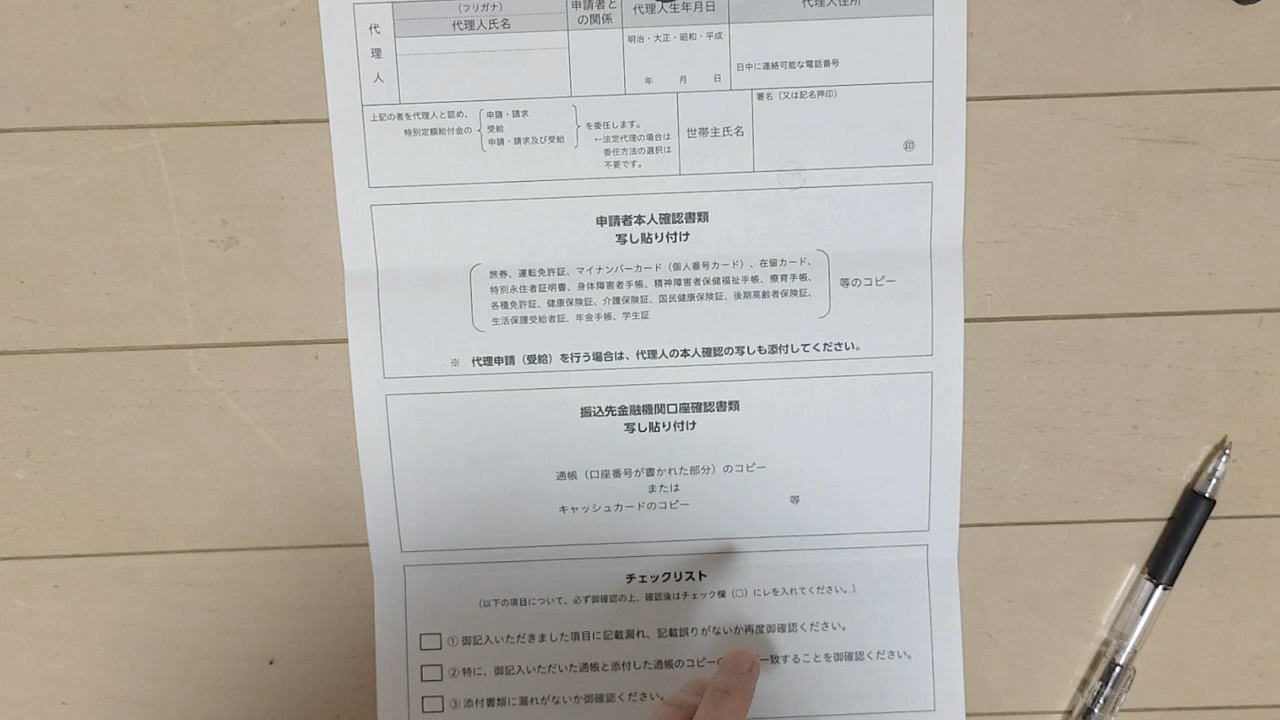 (フリガナ)
代理人氏名
申請者と
の関係
代理人生年月日
代理人住所
代
理
人
明治・大正・昭和・平成
年 月 日
日中に連絡可能な電話番号
上記の者を代理人と認め、
特別定額給付金の
申請・請求
受給
申請・請求及び受給
を委任します。
←法定代理の場合は
委任方法の選択は
不要です。
世帯主氏名
署名(又は記名押印)
㊞
申請者本人確認書類
写し貼り付け
旅券、運転免許証、マイナンバーカード(個人番号カード)、在留カード、
特別永住者証明書、身体障害者手帳、精神障害者保健福祉手帳、療育手帳、
各種免許証、健康保険証、介護保険証、国民健康保険証、後期高齢者保険証、
生活保護受給者証、年金手帳、学生証
等のコピー
※ 代理申請(受給)を行う場合は、代理人の本人確認の写しも添付してください。
振込先金融機関口座確認書類
写し貼り付け
通帳(口座番号が書かれた部分)のコピー
または
キャッシュカードのコピー 等
チェックリスト
(以下の項目について、必ず御確認の上、確認後はチェック欄(□)にレを入れてください。)
①御記入いただきました項目に記載漏れ、記載誤りがないか再度御確認ください。
②特に、御記入いただいた通帳と添付した通帳のコピー 一致することを御確認ください。
③添付書類に漏れがないか御確認ください。